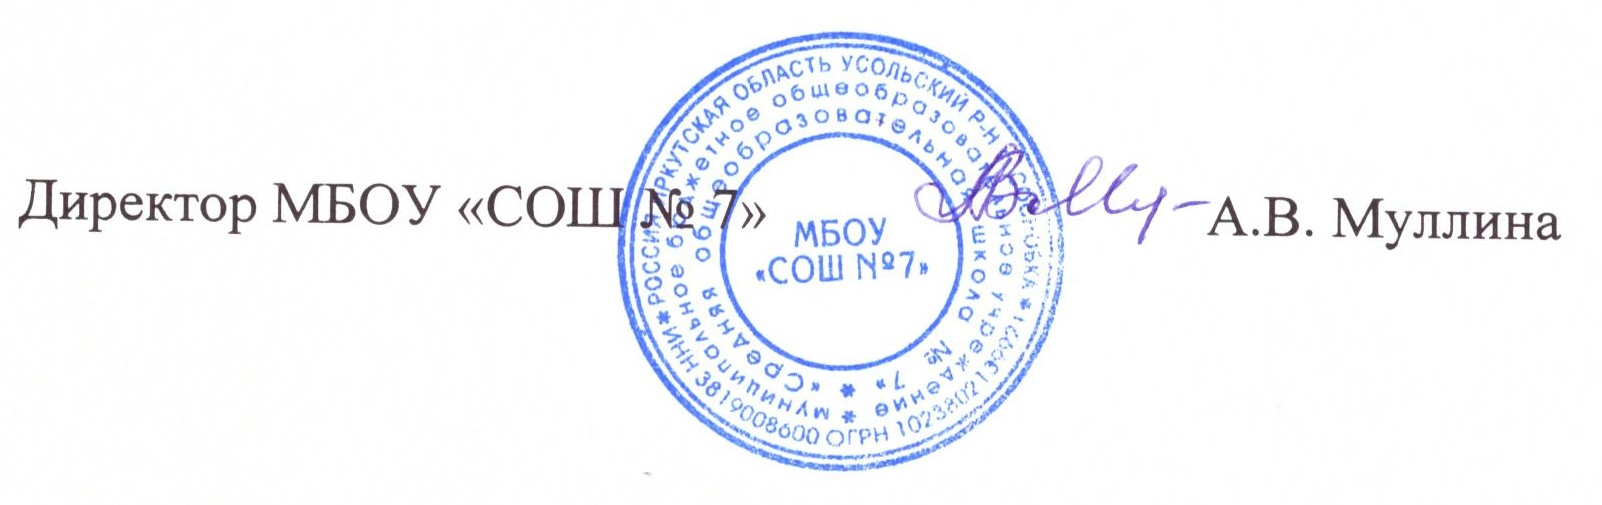 Директор МБОУ «СОШ № 7» А.В. Муллина
РОССИЯ ИРКУТСКАЯ ОБЛАСТЬ УСОЛЬСКИЙ Р-Н
ИНН 3819008600 ОГРН 1023802139921
муниципальное бюджетное общеобразовательное учреждение
«Средняя общеобразовательная школа № 7»
МБОУ
«СОШ №7»